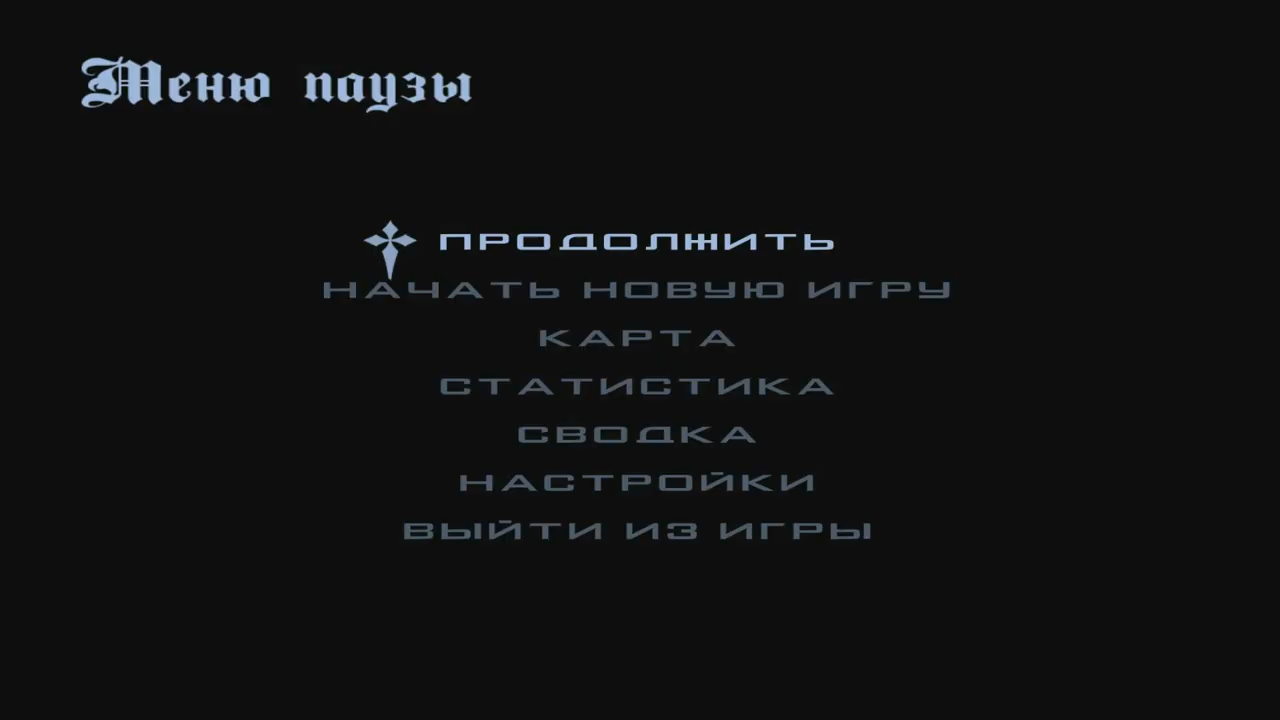 Меню паузы
ПРОДОЛЖИТЬ
НАЧАТЬ НОВУЮ ИГРУ
КАРТА
СТАТИСТИКА
СВОДКА
НАСТРОЙКИ
ВЫЙТИ ИЗ ИГРЫ